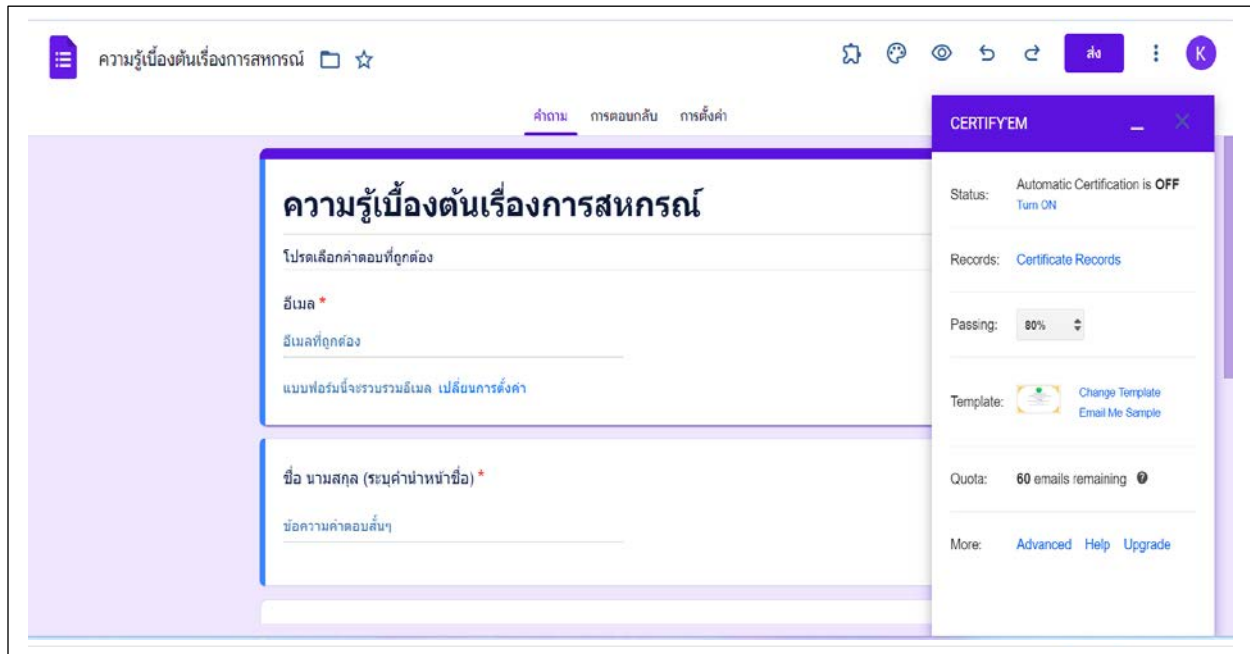 ความรู้เบื้องต้นเรื่องการสหกรณ์
ส่ง
K
คำถาม การตอบกลับ การตั้งค่า
ความรู้เบื้องต้นเรื่องการสหกรณ์
โปรดเลือกคำตอบที่ถูกต้อง
อีเมล *
อีเมลที่ถูกต้อง
แบบฟอร์มนี้จะรวบรวมอีเมล เปลี่ยนการตั้งค่า
ชื่อ นามสกุล (ระบุคำนำหน้าชื่อ) *
ข้อความคำตอบสั้นๆ
CERTIFY'EM
Status: Automatic Certification is OFF
Turn ON
Records: Certificate Records
Passing: 80%
Template: Change Template
Email Me Sample
Quota: 60 emails remaining
More: Advanced Help Upgrade